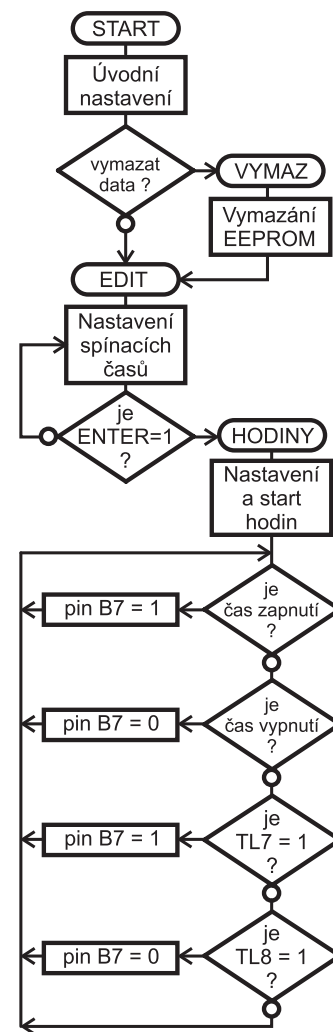 START
Úvodní
nastavení
vymazat
data ?
VYMAZ
Vymazání
EEPROM
EDIT
Nastavení
spínacích
časů
je
ENTER=1
?
HODINY
Nastavení
a start
hodin
je
čas zapnutí
?
pin B7 = 1
je
čas vypnutí
?
pin B7 = 0
je
TL7 = 1
?
pin B7 = 1
je
TL8 = 1
?
pin B7 = 0